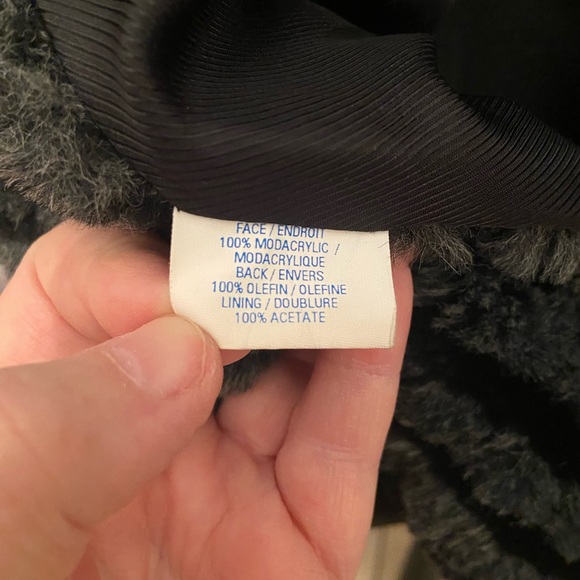 FACE / ENDROIT
100% MODACRYLIC /
MODACRYLIQUE
BACK / ENVERS
100% OLEFIN / OLEFINE
LINING / DOUBLURE
100% ACETATE